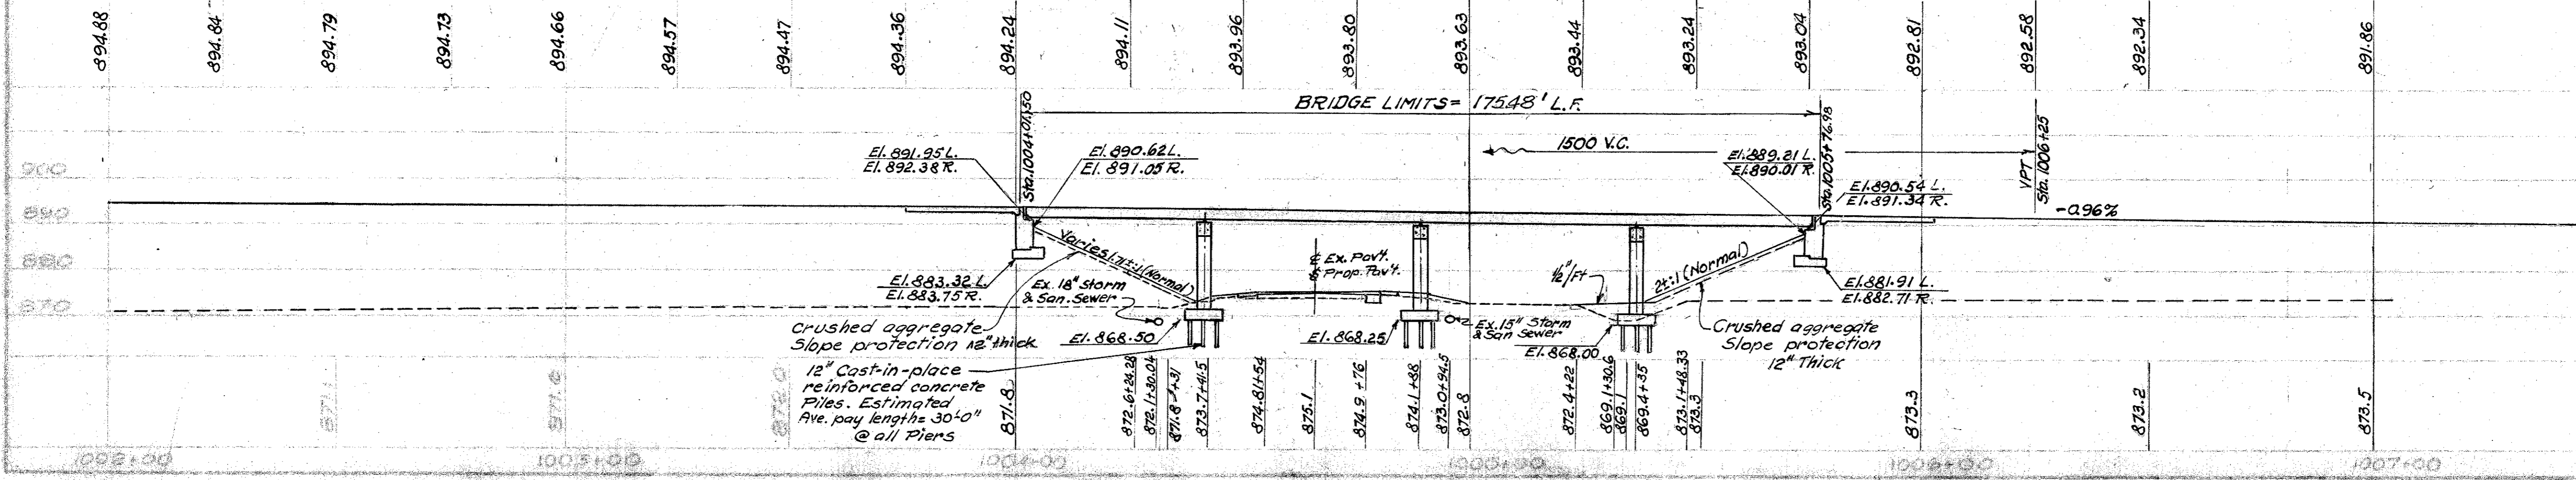 894.88
894.84
894.79
894.73
894.66
894.57
894.47
894.36
894.24
894.11
893.96
893.80
893.63
893.44
893.24
893.04
892.81
892.58
892.34
891.86
BRIDGE LIMITS= 175.48' L.F.
Sta.1004+01.50
Sta.1005+76.98
1500 V.C.
VPT
Sta. 1006+25
El. 891.95 L.
El. 892.38 R.
El. 890.62 L.
El. 891.05 R.
El. 889.21 L.
El. 890.01 R.
El. 890.54 L.
El. 891.34 R.
-0.96%
900
890
880
870
Varies 1.71±:1 (Normal)
₵ Ex. Pav't.
& Prop. Pav't.
1/2"/Ft
2±:1 (Normal)
El. 883.32 L.
El. 883.75 R.
Ex. 18" Storm
& San. Sewer
El. 881.91 L.
El. 882.71 R.
Crushed aggregate
Slope protection 12" thick
El. 868.50
El. 868.25
Ex. 15" Storm
& San Sewer
El. 868.00
Crushed aggregate
Slope protection
12" Thick
12" Cast-in-place
reinforced concrete
Piles. Estimated
Ave. pay length= 30'-0"
@ all Piers
871.8
872.6+24.28
872.1+30.04
871.8 +31
873.7+41.5
874.81+54
875.1
874.9 +76
874.1 +88
873.0+94.5
872.8
872.4+22
869.1+30.6
869.1
869.4+35
873.1+48.33
873.3
873.3
873.2
873.5
871.6
872.0
1002+00
1003+00
1004+00
1005+00
1006+00
1007+00